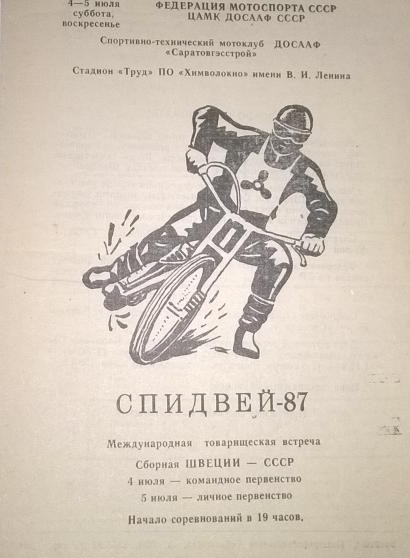 4—5 июля
суббота,
воскресенье
ФЕДЕРАЦИЯ МОТОСПОРТА СССР
ЦАМК ДОСААФ СССР
Спортивно-технический мотоклуб ДОСААФ
«Саратовгэсстрой»
Стадион «Труд» ПО «Химволокно» имени В. И. Ленина
СПИДВЕЙ-87
Международная товарищеская встреча
Сборная ШВЕЦИИ — СССР
4 июля — командное первенство
5 июля — личное первенство
Начало соревнований в 19 часов.